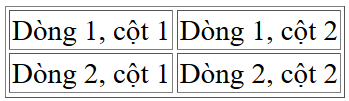 Dòng 1, cột 1 Dòng 1, cột 2
Dòng 2, cột 1 Dòng 2, cột 2